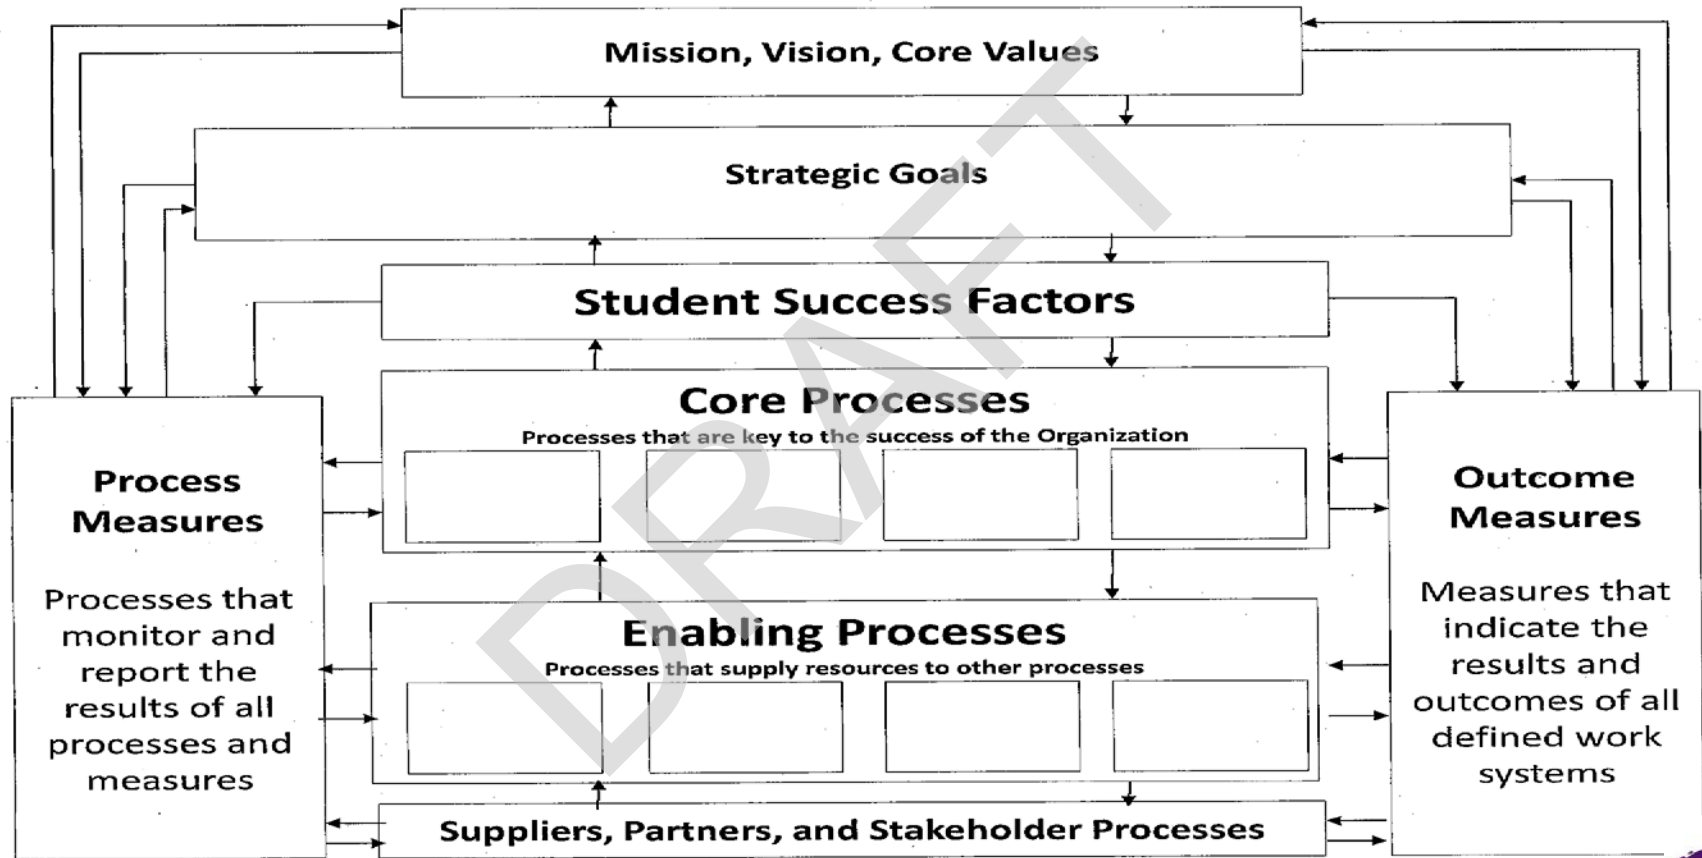 Mission, Vision, Core Values
Strategic Goals
Student Success Factors
Core Processes
Processes that are key to the success of the Organization
Process
Measures
Processes that
monitor and
report the
results of all
processes and
measures
Outcome
Measures
Measures that
indicate the
results and
outcomes of all
defined work
systems
Enabling Processes
Processes that supply resources to other processes
Suppliers, Partners, and Stakeholder Processes
DRAFT